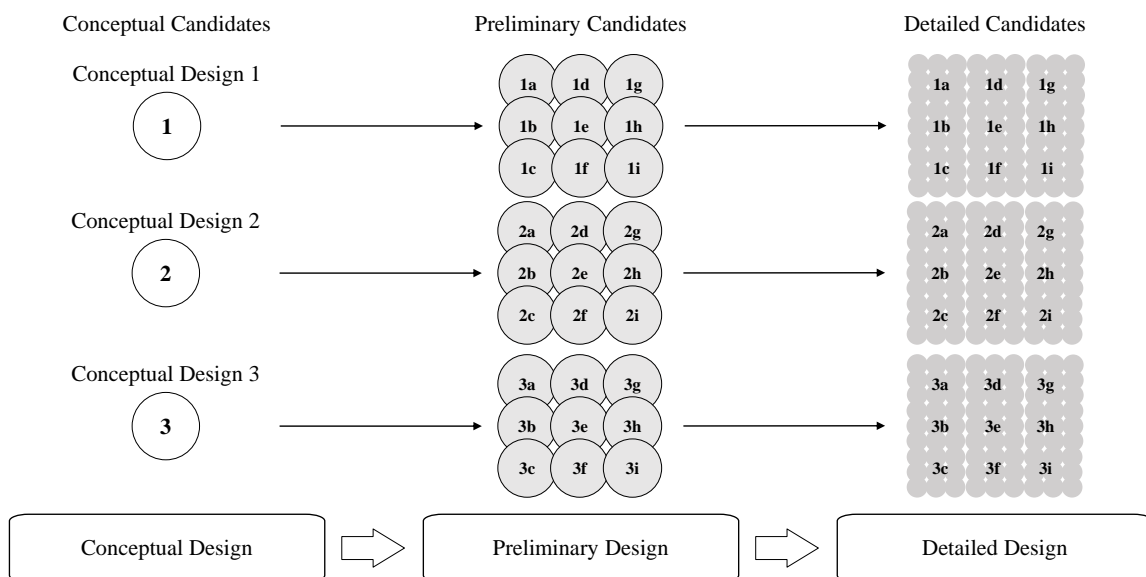 Conceptual Candidates Preliminary Candidates Detailed Candidates
Conceptual Design 1
1a 1d 1g 1a 1d 1g
1 1b 1e 1h 1b 1e 1h
1c 1f 1i 1c 1f 1i
Conceptual Design 2
2a 2d 2g 2a 2d 2g
2 2b 2e 2h 2b 2e 2h
2c 2f 2i 2c 2f 2i
Conceptual Design 3
3a 3d 3g 3a 3d 3g
3 3b 3e 3h 3b 3e 3h
3c 3f 3i 3c 3f 3i
Conceptual Design Preliminary Design Detailed Design